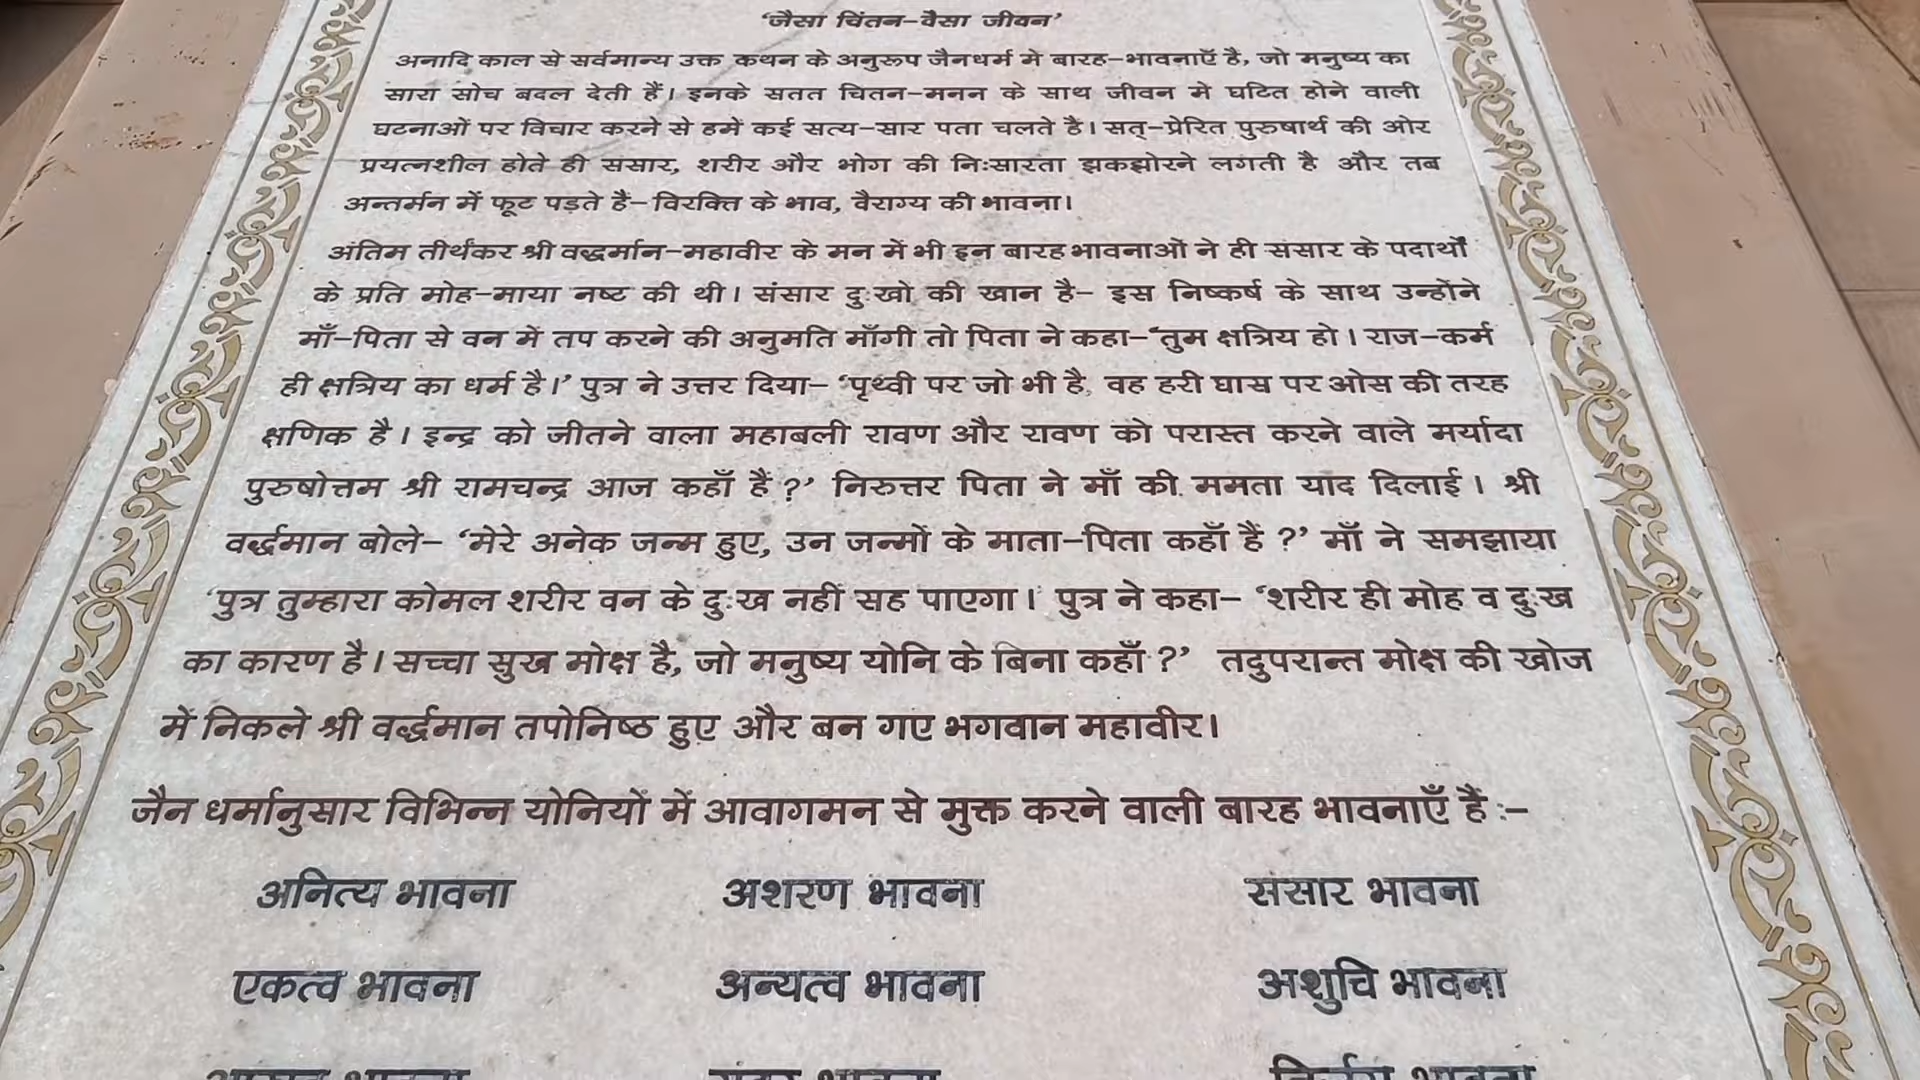 ‘जैसा चिंतन–वैसा जीवन’
अनादि काल से सर्वमान्य उक्त कथन के अनुरूप जैनधर्म मे बारह–भावनाएँ है, जो मनुष्य का
सारा सोच बदल देती हैं। इनके सतत चिंतन–मनन के साथ जीवन मे घटित होने वाली
घटनाओं पर विचार करने से हमें कई सत्य–सार पता चलते है। सत्–प्रेरित पुरुषार्थ की ओर
प्रयत्नशील होते ही संसार, शरीर और भोग की निःसारता झकझोरने लगती है और तब
अन्तर्मन में फूट पड़ते हैं– विरक्ति के भाव, वैराग्य की भावना।
अंतिम तीर्थंकर श्री वद्धर्मान–महावीर के मन में भी इन बारह भावनाओं ने ही संसार के पदार्थों
के प्रति मोह–माया नष्ट की थी। संसार दुःखो की खान है– इस निष्कर्ष के साथ उन्होंने
माँ–पिता से वन में तप करने की अनुमति माँगी तो पिता ने कहा–‘तुम क्षत्रिय हो। राज–कर्म
ही क्षत्रिय का धर्म है।’ पुत्र ने उत्तर दिया– ‘पृथ्वी पर जो भी है, वह हरी घास पर ओस की तरह
क्षणिक है। इन्द्र को जीतने वाला महाबली रावण और रावण को परास्त करने वाले मर्यादा
पुरुषोत्तम श्री रामचन्द्र आज कहाँ हैं ?’ निरुत्तर पिता ने माँ की ममता याद दिलाई। श्री
वर्द्धमान बोले– ‘मेरे अनेक जन्म हुए, उन जन्मों के माता–पिता कहाँ हैं ?’ माँ ने समझाया
‘पुत्र तुम्हारा कोमल शरीर वन के दुःख नहीं सह पाएगा।’ पुत्र ने कहा– ‘शरीर ही मोह व दुःख
का कारण है। सच्चा सुख मोक्ष है, जो मनुष्य योनि के बिना कहाँ ?’ तदुपरान्त मोक्ष की खोज
में निकले श्री वर्द्धमान तपोनिष्ठ हुए और बन गए भगवान महावीर।
जैन धर्मानुसार विभिन्न योनियों में आवागमन से मुक्त करने वाली बारह भावनाएँ हैं :–
अनित्य भावना अशरण भावना संसार भावना
एकत्व भावना अन्यत्व भावना अशुचि भावना